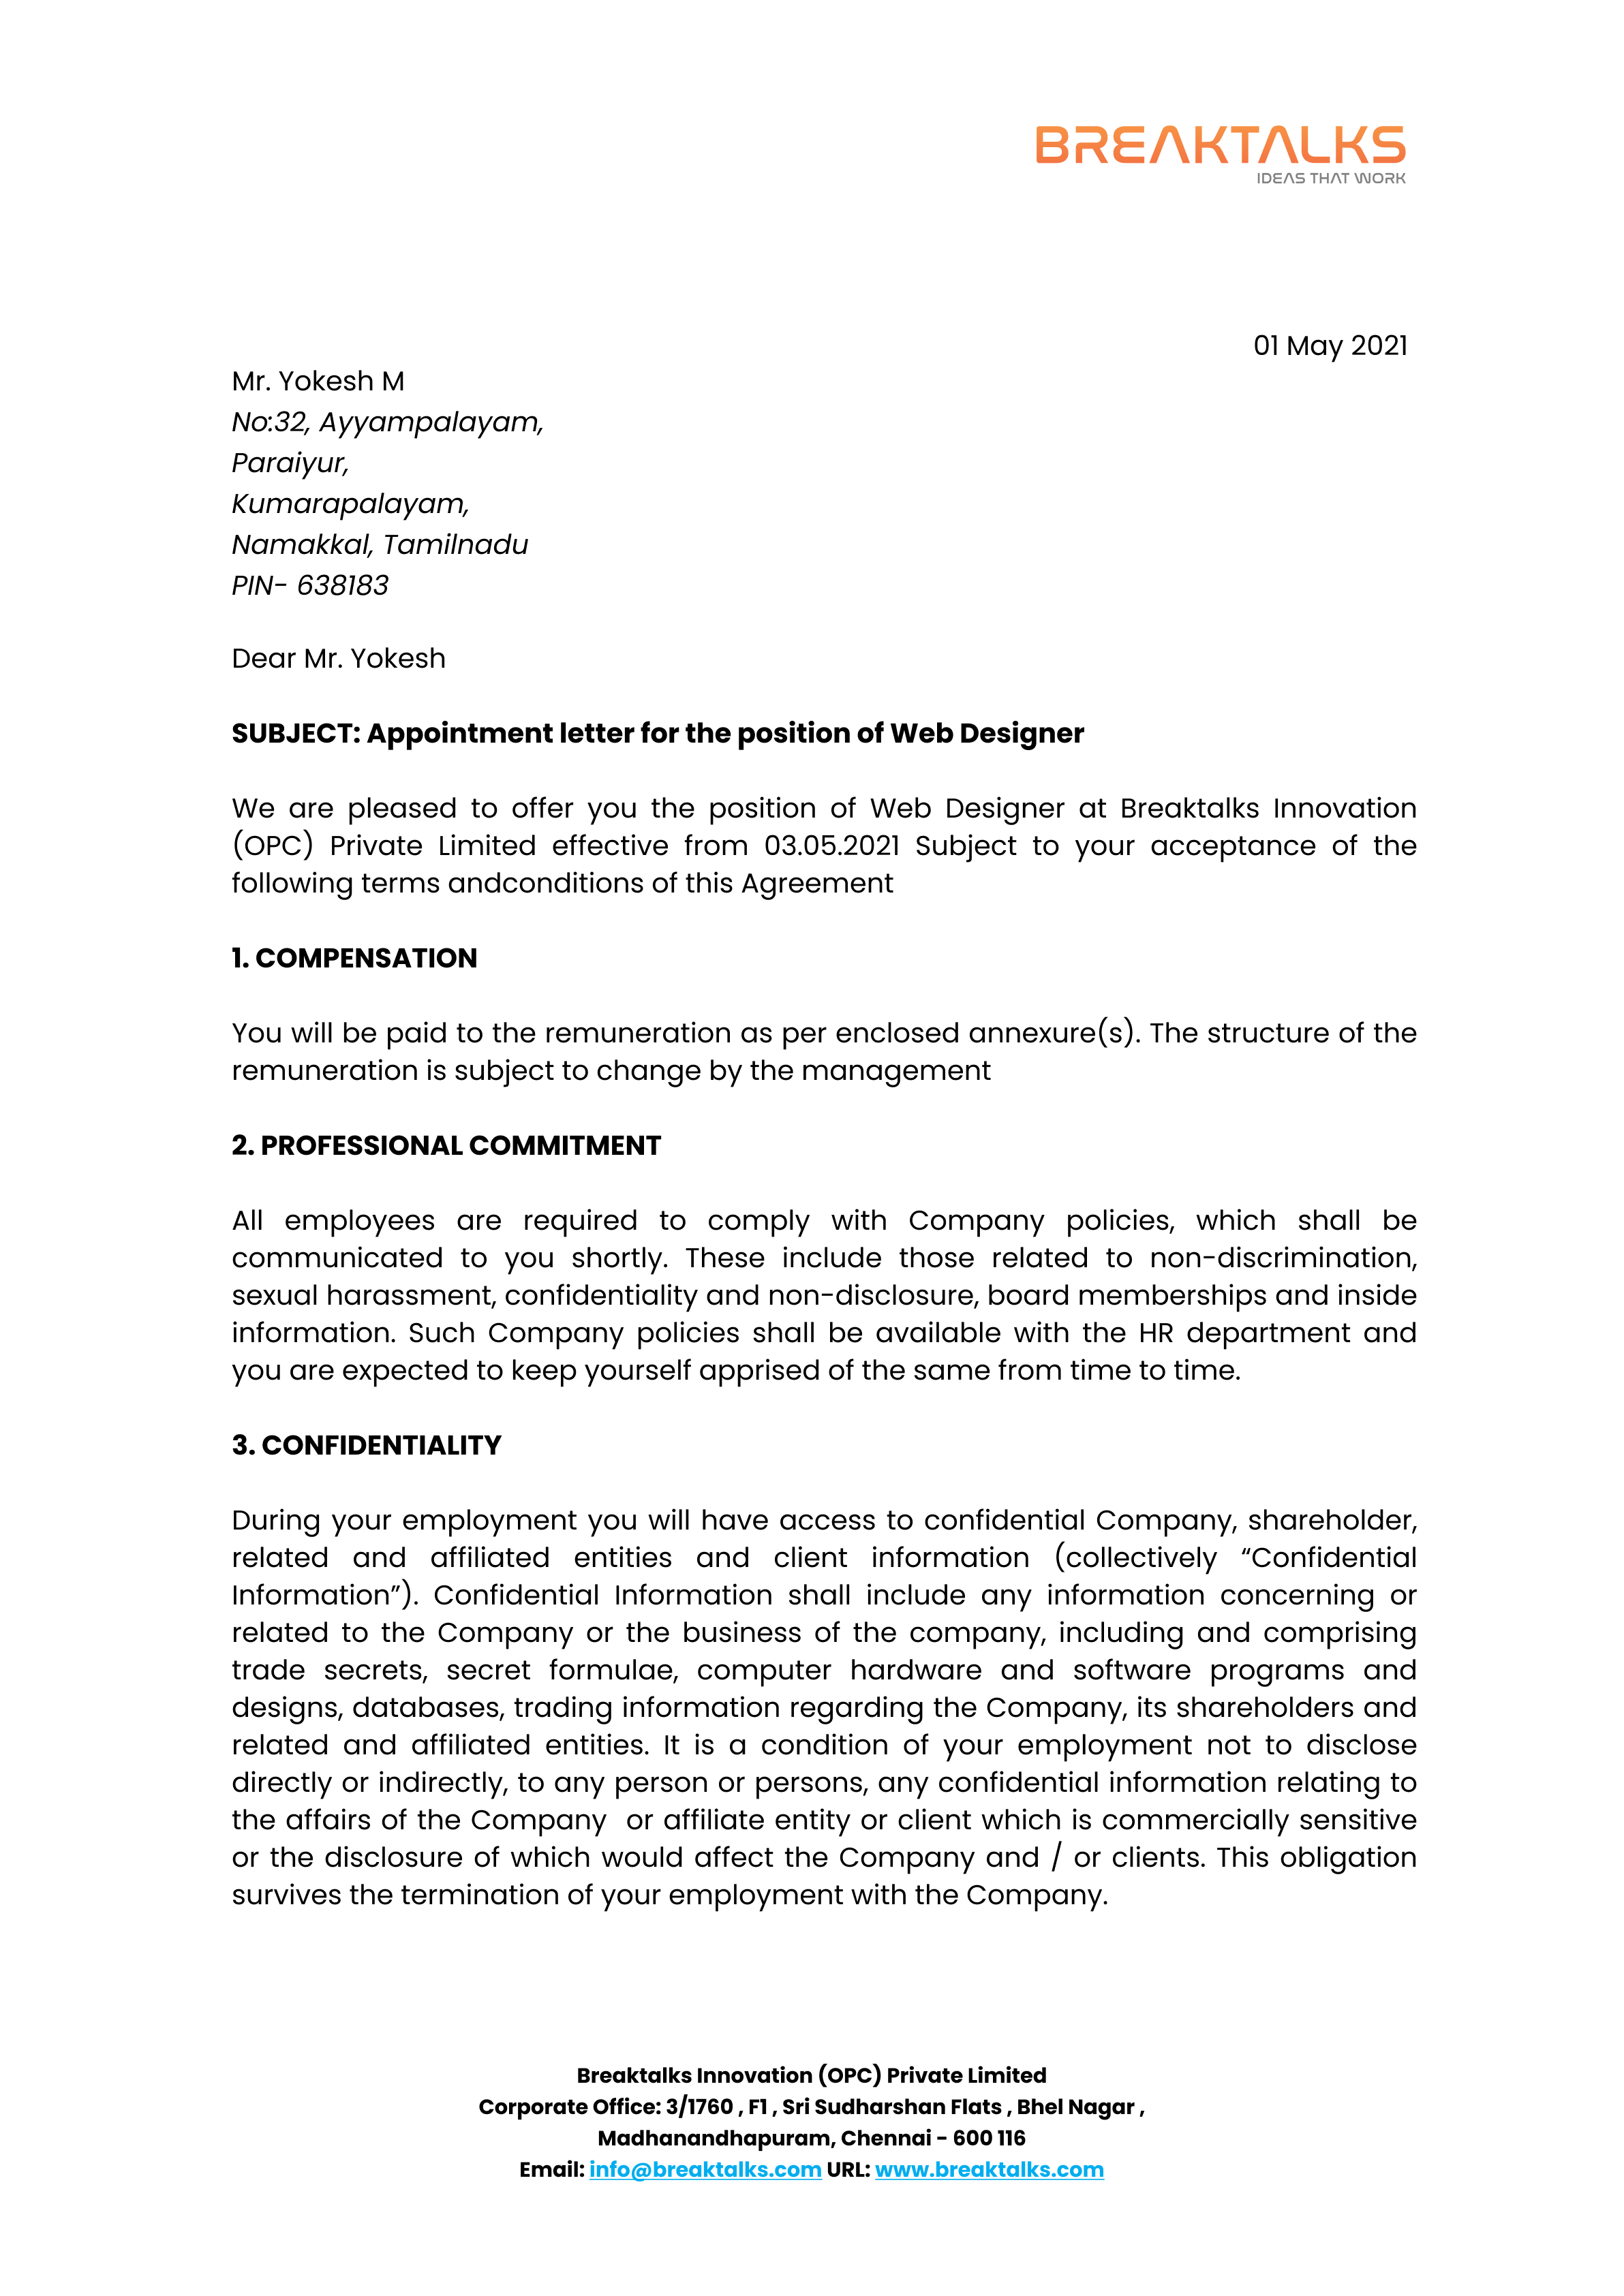 BREAKTALKS
IDEAS THAT WORK
01 May 2021
Mr. Yokesh M
No:32, Ayyampalayam,
Paraiyur,
Kumarapalayam,
Namakkal, Tamilnadu
PIN- 638183
Dear Mr. Yokesh
SUBJECT: Appointment letter for the position of Web Designer
We are pleased to offer you the position of Web Designer at Breaktalks Innovation
(OPC) Private Limited effective from 03.05.2021 Subject to your acceptance of the
following terms andconditions of this Agreement
1. COMPENSATION
You will be paid to the remuneration as per enclosed annexure(s). The structure of the
remuneration is subject to change by the management
2. PROFESSIONAL COMMITMENT
All employees are required to comply with Company policies, which shall be
communicated to you shortly. These include those related to non-discrimination,
sexual harassment, confidentiality and non-disclosure, board memberships and inside
information. Such Company policies shall be available with the HR department and
you are expected to keep yourself apprised of the same from time to time.
3. CONFIDENTIALITY
During your employment you will have access to confidential Company, shareholder,
related and affiliated entities and client information (collectively “Confidential
Information”). Confidential Information shall include any information concerning or
related to the Company or the business of the company, including and comprising
trade secrets, secret formulae, computer hardware and software programs and
designs, databases, trading information regarding the Company, its shareholders and
related and affiliated entities. It is a condition of your employment not to disclose
directly or indirectly, to any person or persons, any confidential information relating to
the affairs of the Company  or affiliate entity or client which is commercially sensitive
or the disclosure of which would affect the Company and / or clients. This obligation
survives the termination of your employment with the Company.
Breaktalks Innovation (OPC) Private Limited
Corporate Office: 3/1760 , F1 , Sri Sudharshan Flats , Bhel Nagar ,
Madhanandhapuram, Chennai - 600 116
Email: info@breaktalks.com URL: www.breaktalks.com